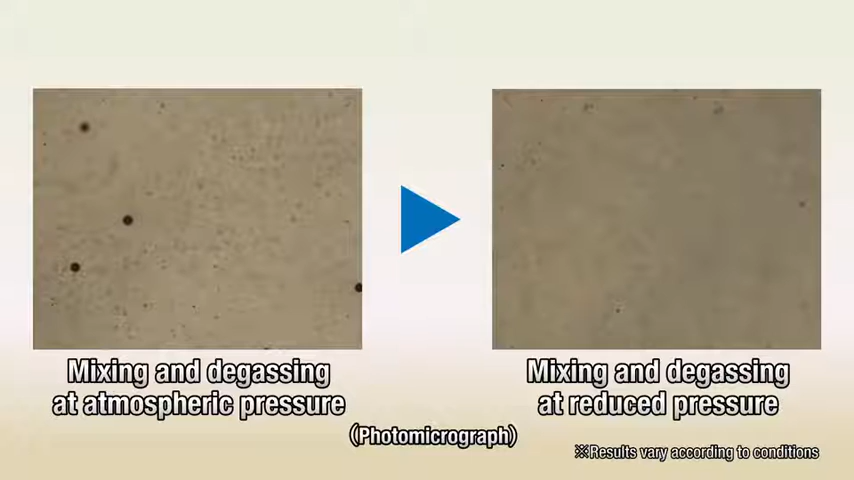 Mixing and degassing
at atmospheric pressure
Mixing and degassing
at reduced pressure
(Photomicrograph)
※Results vary according to conditions